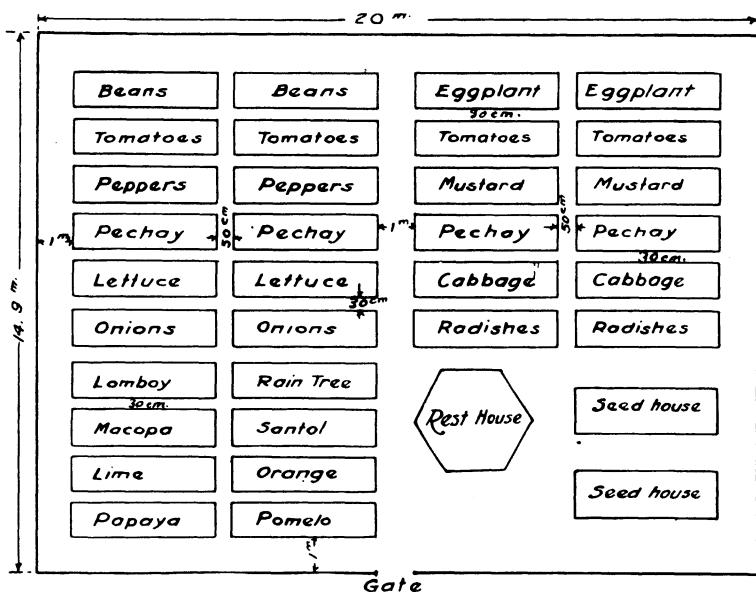 20 m.
Beans Beans Eggplant Eggplant
30 cm.
Tomatoes Tomatoes Tomatoes Tomatoes
Peppers Peppers Mustard Mustard
1 m Pechay 50 cm Pechay 1 m Pechay 50 cm Pechay
30 cm.
Lettuce Lettuce Cabbage Cabbage
30 cm
Onions Onions Radishes Radishes
14.9 m.
Lomboy Rain Tree
30 cm.
Rest House Seed house
Macopa Santol
Lime Orange
Seed house
Papaya Pomelo
1 m
Gate